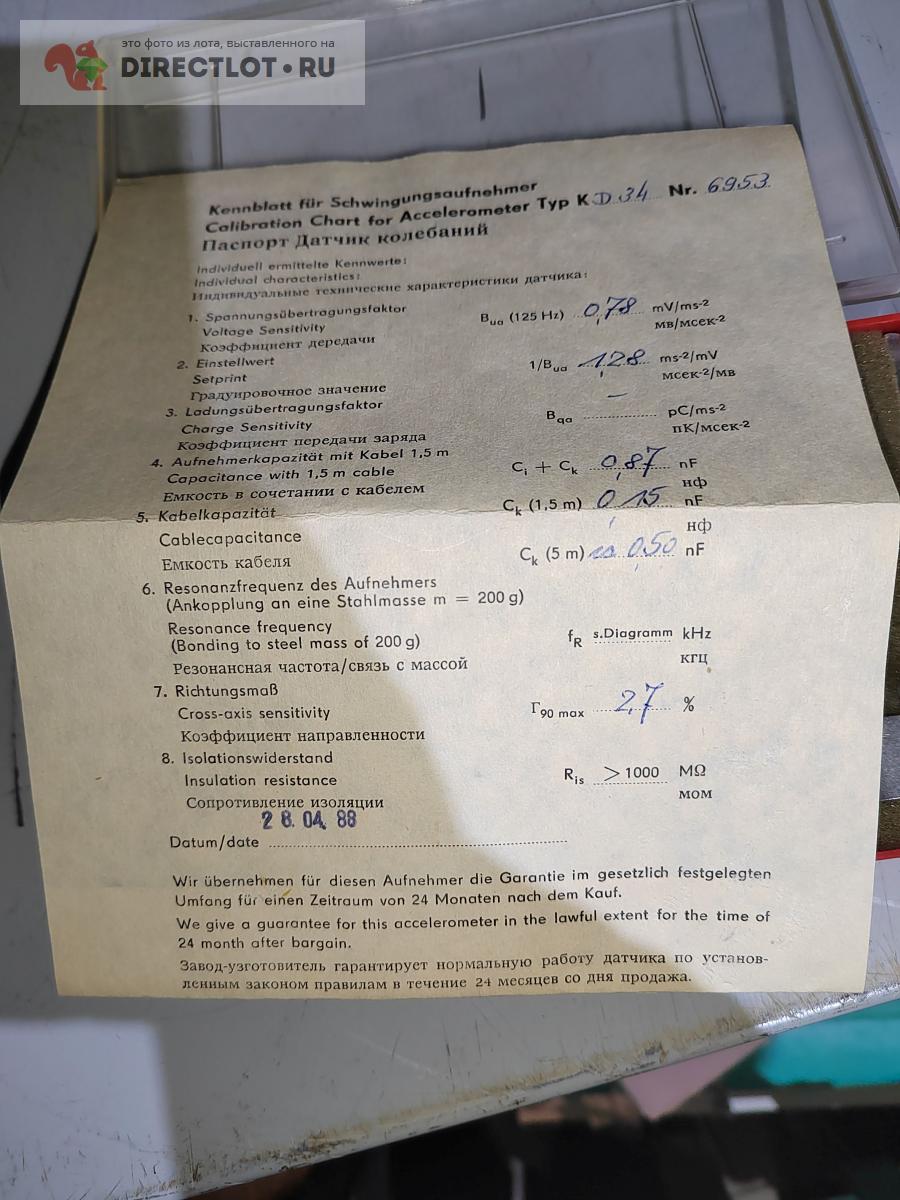 это фото из лота, выставленного на
DIRECTLOT.RU
Kennblatt für Schwingungsaufnehmer
Calibration Chart for Accelerometer Typ KD 34 Nr. 6953
Паспорт Датчик колебаний
Individuell ermittelte Kennwerte:
Individual characteristics:
Индивидуальные технические характеристики датчика:
1. Spannungsübertragungsfaktor
Voltage Sensitivity
Коэффициент дередачи
Bua (125 Hz) 0,78 mV/ms-2
мв/мсек-2
2. Einstellwert
Setprint
Градуировочное значение
1/Bua 1,28 ms-2/mV
мсек-2/мв
3. Ladungsübertragungsfaktor
Charge Sensitivity
Коэффициент передачи заряда
Bqa – pC/ms-2
пК/мсек-2
4. Aufnehmerkapazität mit Kabel 1,5 m
Capacitance with 1,5 m cable
Емкость в сочетании с кабелем
Ci + Ck 0,87 nF
нф
5. Kabelkapazität
Cablecapacitance
Емкость кабеля
Ck (1,5 m) 0,15 nF
нф
Ck (5 m) ca 0,50 nF
6. Resonanzfrequenz des Aufnehmers
(Ankopplung an eine Stahlmasse m = 200 g)
Resonance frequency
(Bonding to steel mass of 200 g)
Резонансная частота/связь с массой
fR s.Diagramm kHz
кгц
7. Richtungsmaß
Cross-axis sensitivity
Коэффициент направленности
Γ90 max 2,7 %
8. Isolationswiderstand
Insulation resistance
Сопротивление изоляции
Ris > 1000 MΩ
мом
28.04.88
Datum/date
Wir übernehmen für diesen Aufnehmer die Garantie im gesetzlich festgelegten
Umfang für einen Zeitraum von 24 Monaten nach dem Kauf.
We give a guarantee for this accelerometer in the lawful extent for the time of
24 month after bargain.
Завод-узготовитель гарантирует нормальную работу датчика по установ-
ленным законом правилам в течение 24 месяцев со дня продажа.